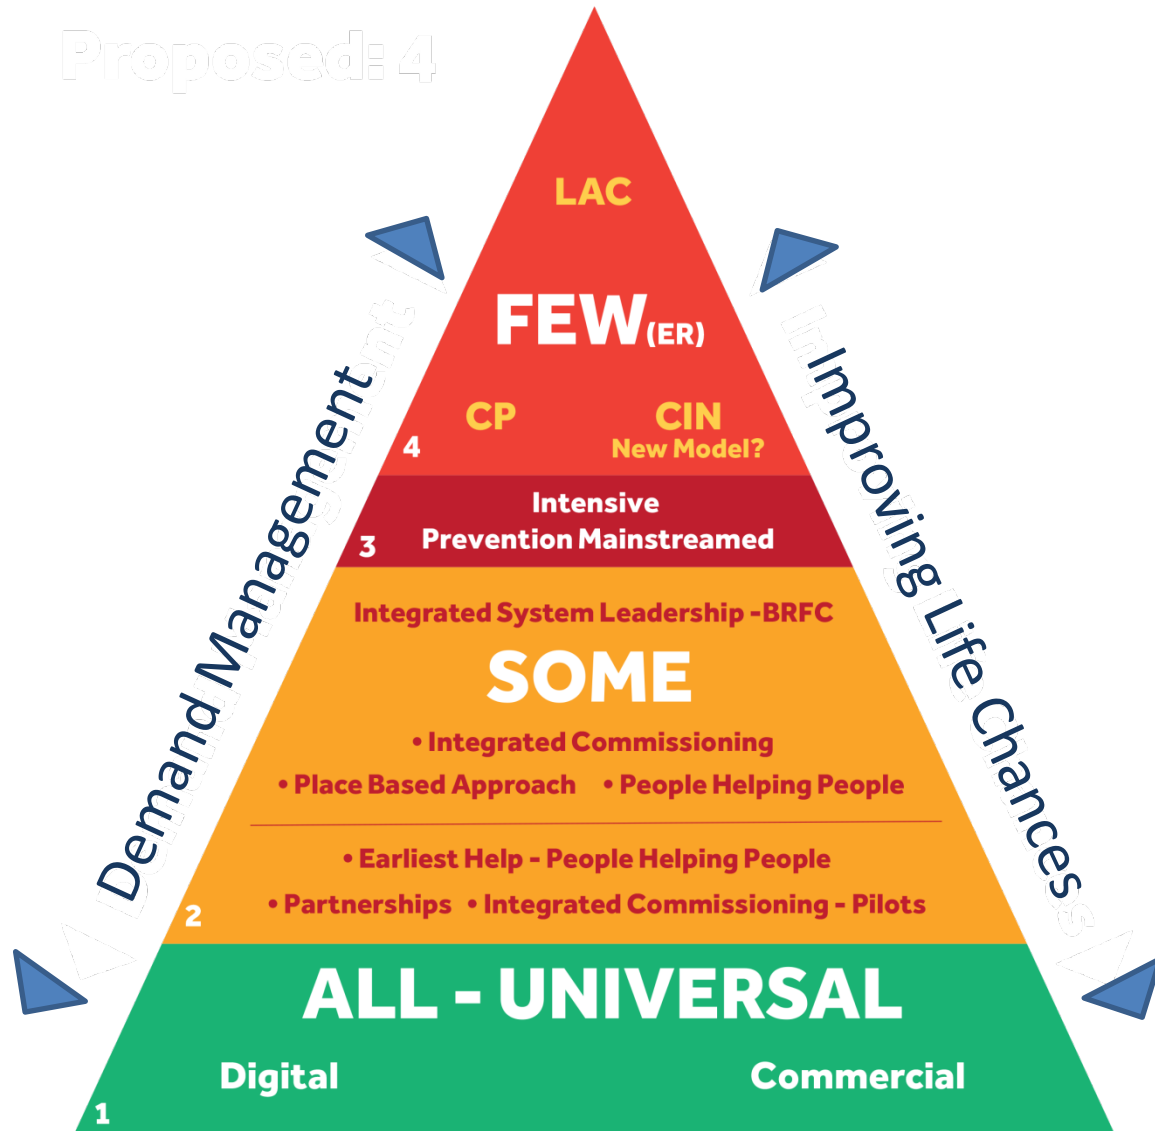 Proposed: 4
LAC
FEW(ER)
CP
CIN
New Model?
4
Intensive
Prevention Mainstreamed
3
Integrated System Leadership -BRFC
SOME
• Integrated Commissioning
• Place Based Approach • People Helping People
• Earliest Help - People Helping People
• Partnerships • Integrated Commissioning - Pilots
2
ALL - UNIVERSAL
Digital
Commercial
1
Demand Management
Improving Life Chances